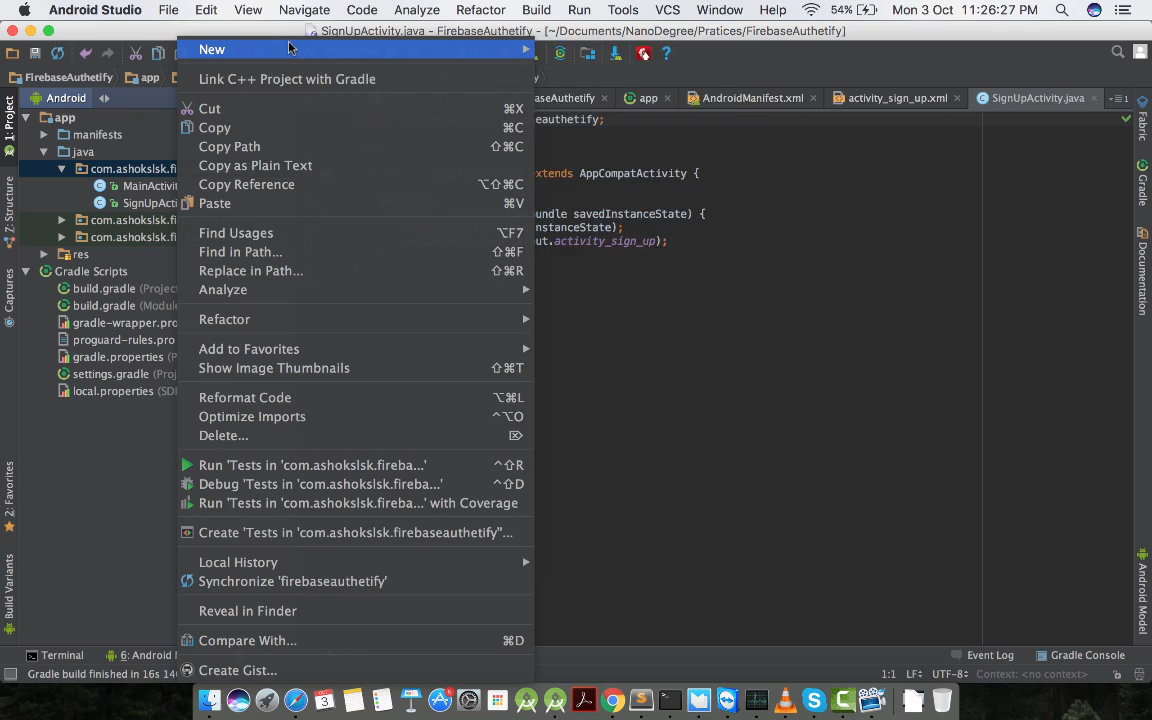 Android Studio File Edit View Navigate Code Analyze Refactor Build Run Tools VCS Window Help 54% Mon 3 Oct 11:26:27 PM
SignUpActivity.java - FirebaseAuthetify - [~/Documents/NanoDegree/Pratices/FirebaseAuthetify]
FirebaseAuthetify app
Android
eAuthetify app AndroidManifest.xml activity_sign_up.xml SignUpActivity.java
app
manifests
java
com.ashokslsk.fi
MainActivit
SignUpActi
com.ashokslsk.fi
com.ashokslsk.fi
res
Gradle Scripts
build.gradle (Project
build.gradle (Module
gradle-wrapper.pro
proguard-rules.pro
gradle.properties (P
settings.gradle (Proj
local.properties (SD
1: Project
Z: Structure
Captures
2: Favorites
Build Variants
New
Link C++ Project with Gradle
Cut ⌘X
Copy ⌘C
Copy Path ⇧⌘C
Copy as Plain Text
Copy Reference ⌥⇧⌘C
Paste ⌘V
Find Usages ⌥F7
Find in Path... ⇧⌘F
Replace in Path... ⇧⌘R
Analyze
Refactor
Add to Favorites
Show Image Thumbnails ⇧⌘T
Reformat Code ⌥⌘L
Optimize Imports ^⌥O
Delete... ⌦
Run 'Tests in 'com.ashokslsk.fireba...' ^⇧R
Debug 'Tests in 'com.ashokslsk.fireba...' ^⇧D
Run 'Tests in 'com.ashokslsk.fireba...' with Coverage
Create 'Tests in 'com.ashokslsk.firebaseauthetify''...
Local History
Synchronize 'firebaseauthetify'
Reveal in Finder
Compare With... ⌘D
Create Gist...
eauthetify;
extends AppCompatActivity {
undle savedInstanceState) {
nstanceState);
out.activity_sign_up);
Fabric
Gradle
Documentation
Android Model
Terminal 6: Android Event Log Gradle Console
Gradle build finished in 16s 1:1 LF UTF-8 Context: <no context>
3
5